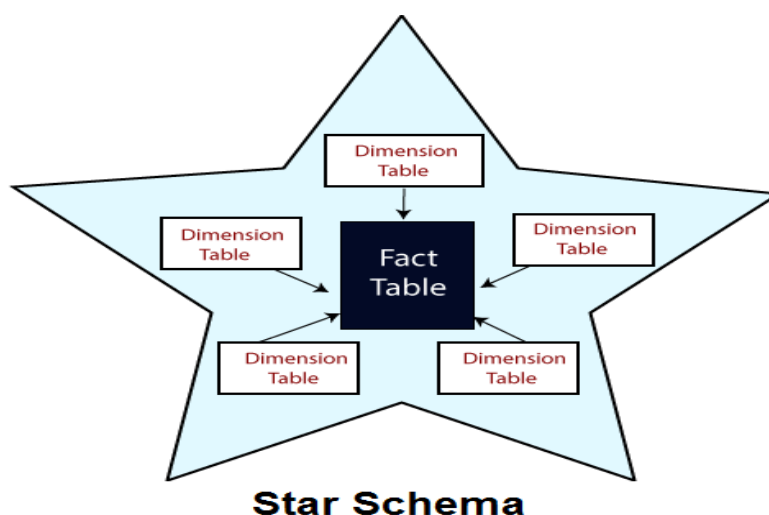 Dimension
Table
Dimension
Table
Fact
Table
Dimension
Table
Dimension
Table
Dimension
Table
Star Schema